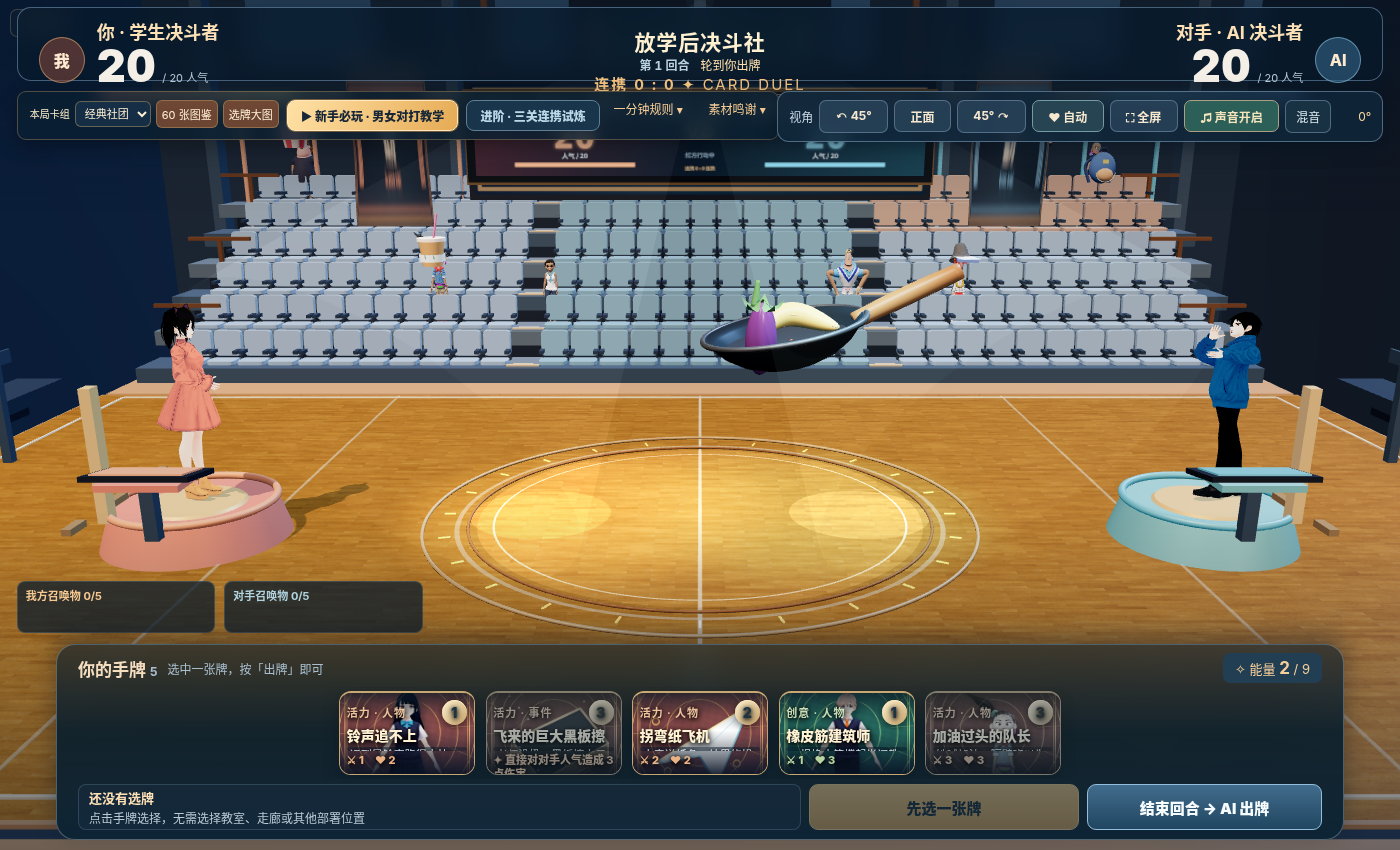 我
你 · 学生决斗者
20 / 20 人气
放学后决斗社
第 1 回合 轮到你出牌
连携 0 : 0 ✦ CARD DUEL
对手 · AI 决斗者
20 / 20 人气
AI
本局卡组 经典社团 60 张图鉴 选牌大图 ▶ 新手必玩 · 男女对打教学 进阶 · 三关连携试炼 一分钟规则 ▾ 素材鸣谢 ▾
视角 ↶ 45° 正面 45° ↷ ♥ 自动 ⛶ 全屏 ♫ 声音开启 混音 0°
20 20
人气 / 20 人气 / 20
我方召唤物 0/5
对手召唤物 0/5
你的手牌 5 选中一张牌，按「出牌」即可
✧ 能量 2 / 9
活力 · 人物 1
铃声追不上
⚔ 1 ♥ 2
活力 · 事件 3
飞来的巨大黑板擦
✦ 直接对对手人气造成 3
点伤害
活力 · 人物 2
拐弯纸飞机
⚔ 2 ♥ 2
创意 · 人物 1
橡皮筋建筑师
⚔ 1 ♥ 3
活力 · 人物 3
加油过头的队长
⚔ 3 ♥ 3
还没有选牌
点击手牌选择，无需选择教室、走廊或其他部署位置
先选一张牌
结束回合 → AI 出牌